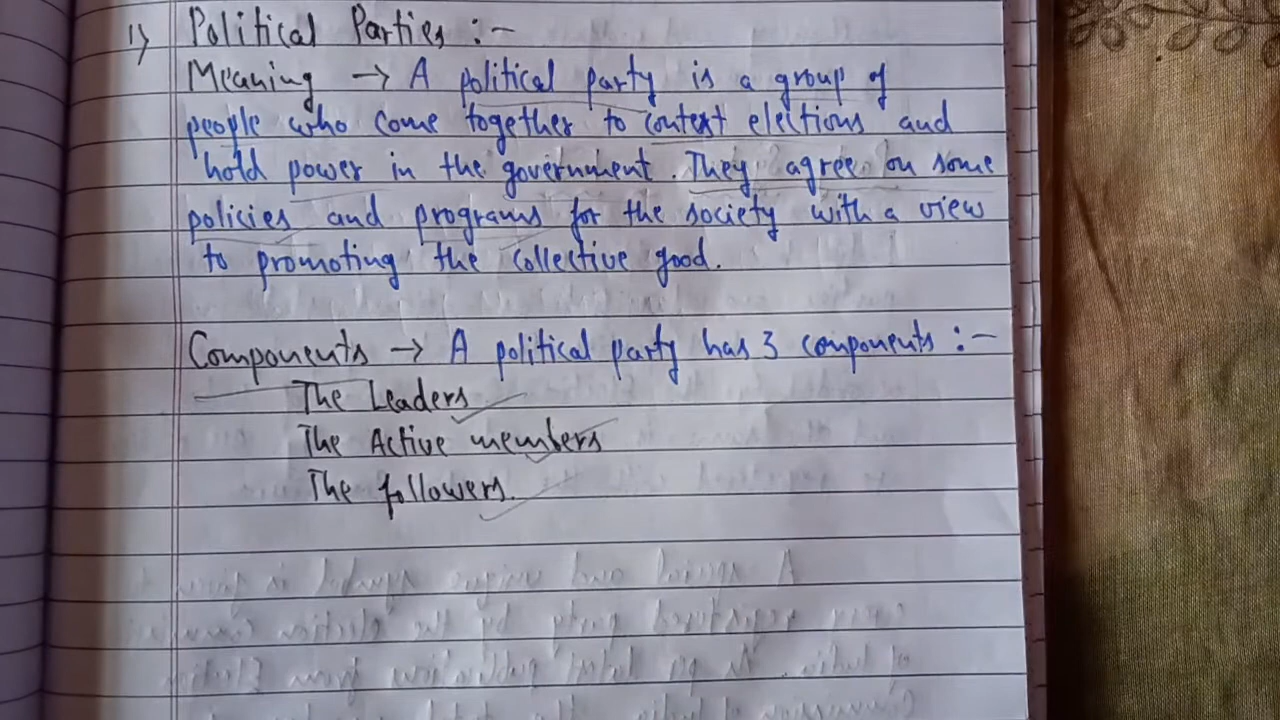 1) Political Parties :-
Meaning → A political party is a group of
people who come together to contest elections and
hold power in the government. They agree on some
policies and programs for the society with a view
to promoting the collective good.
Components → A political party has 3 components :-
The Leaders
The Active members
The followers.